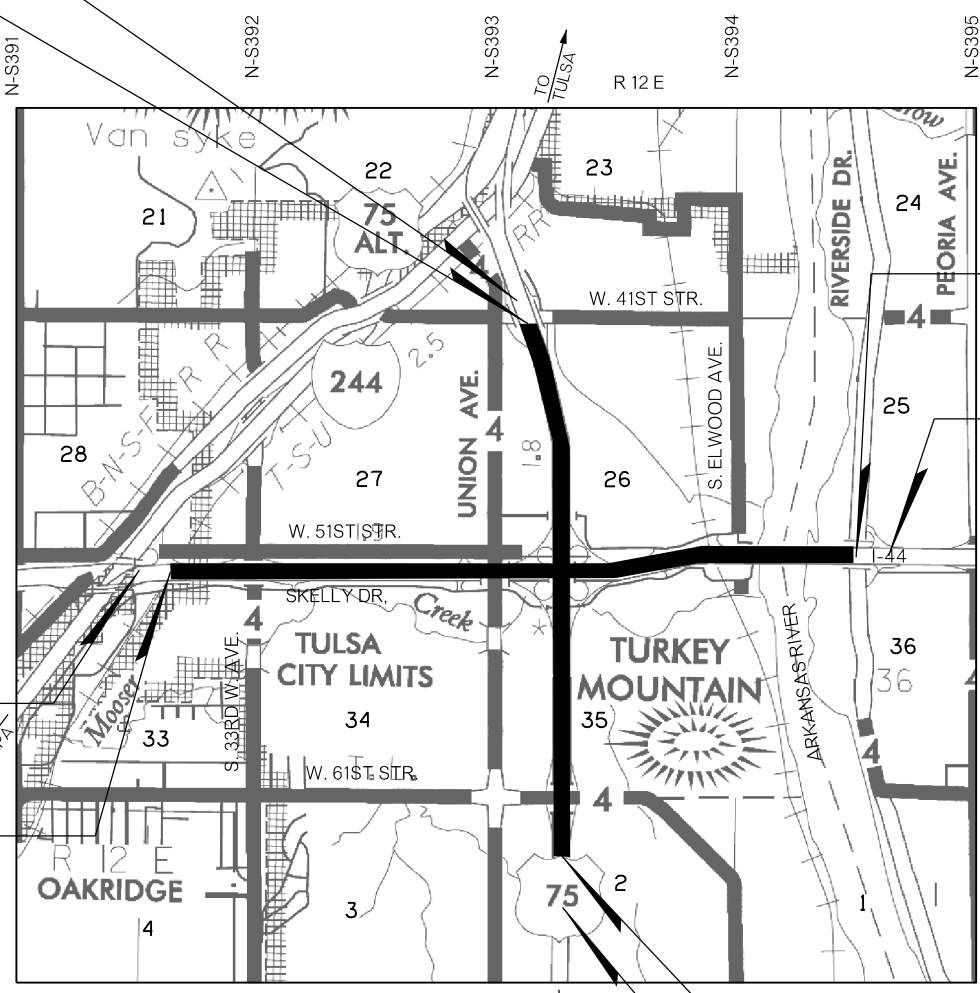 N-S391
N-S392
N-S393
N-S394
N-S395
TO
TULSA
R 12 E
Van syke
22
23
24
21
75
ALT.
4
RR
RIVERSIDE DR.
PEORIA AVE.
W. 41ST STR.
4
2.5
244
B-N-S-F R R
T-S-U
UNION AVE.
4
1.8
S. ELWOOD AVE.
25
28
27
26
W. 51ST STR.
I-44
SKELLY DR.
Creek
4
TULSA
CITY LIMITS
TURKEY
MOUNTAIN
ARKANSAS RIVER
36
36
Mooser
33
S. 33RD W. AVE.
34
35
4
W. 61ST STR.
4
R 12 E
OAKRIDGE
75
2
3
4
1